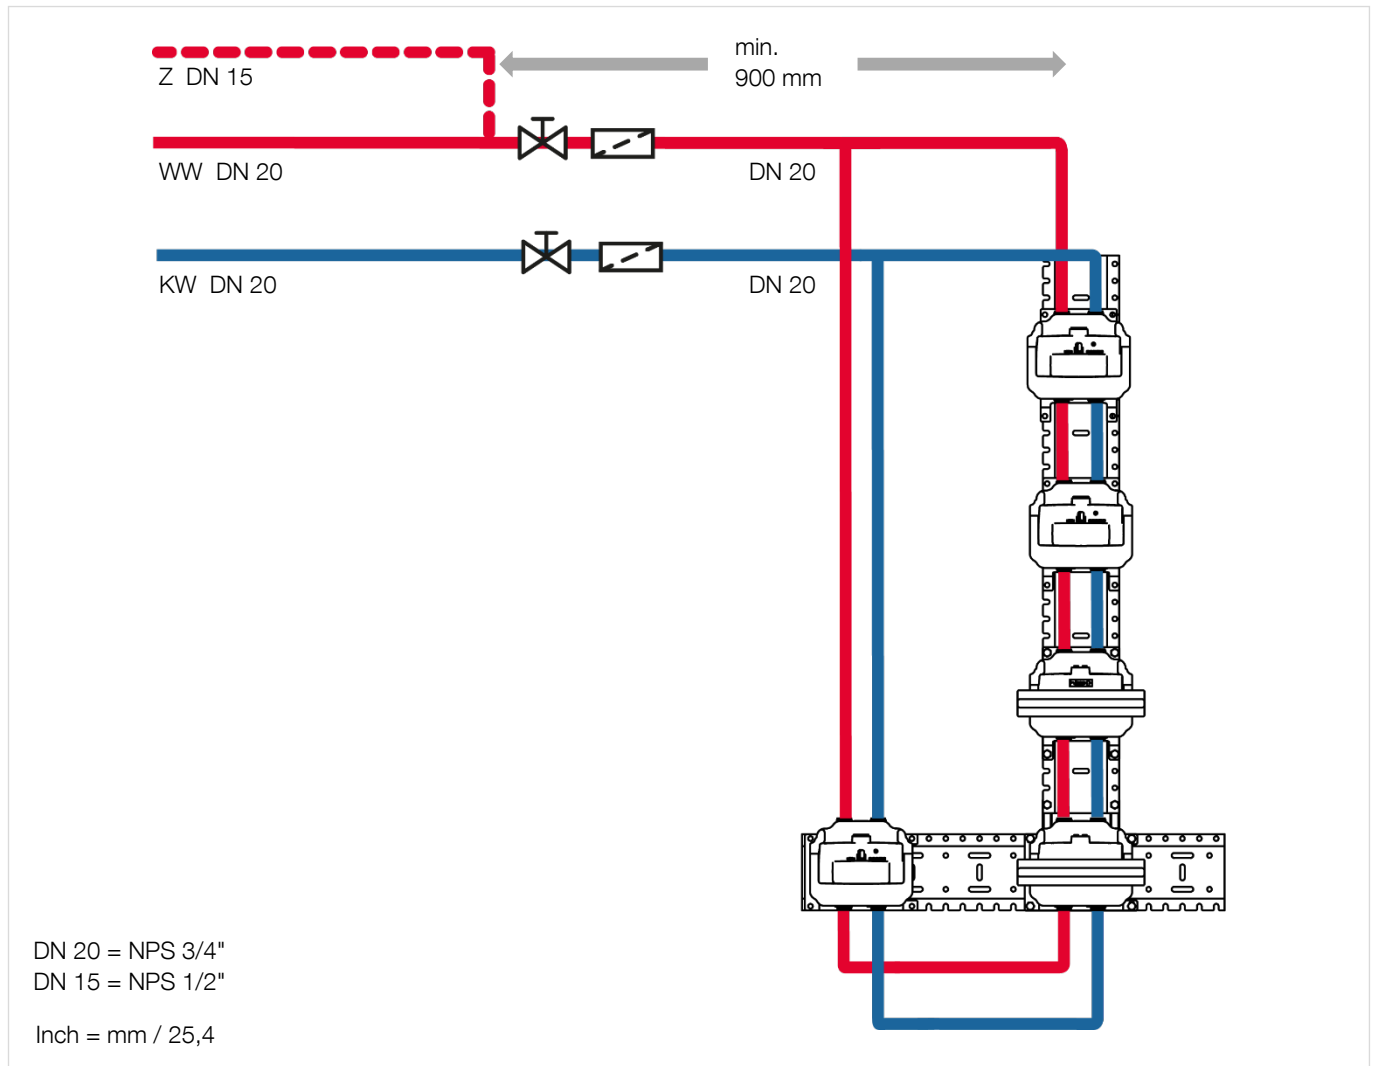 min.
900 mm
Z DN 15
WW DN 20
DN 20
KW DN 20
DN 20
DN 20 = NPS 3/4"
DN 15 = NPS 1/2"
Inch = mm / 25,4